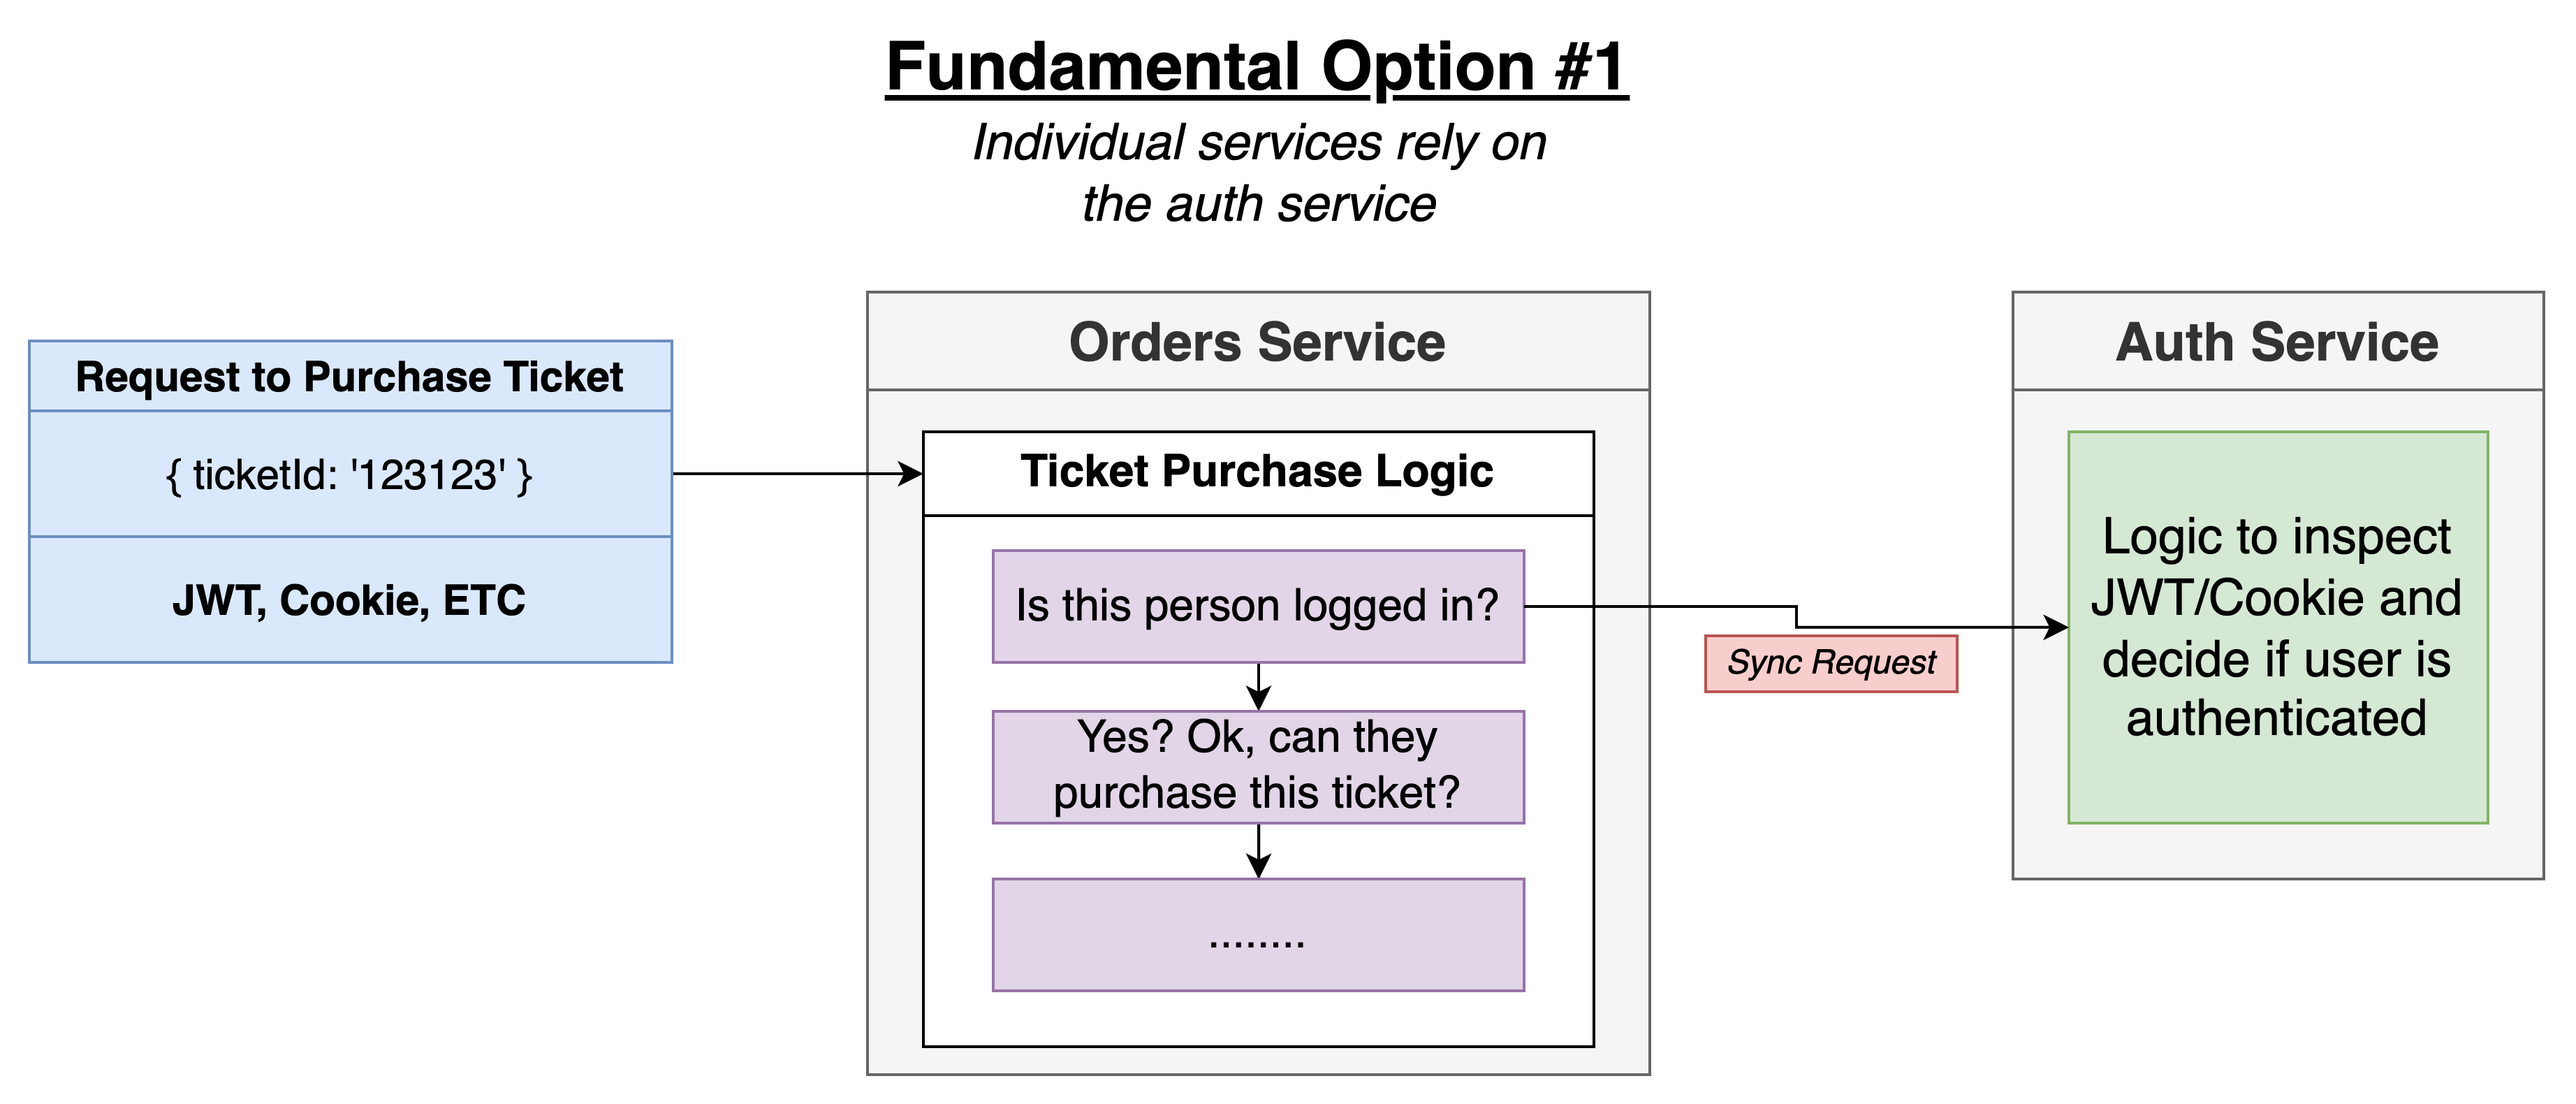 Fundamental Option #1
Individual services rely on
the auth service
Request to Purchase Ticket
{ ticketId: '123123' }
JWT, Cookie, ETC
Orders Service
Ticket Purchase Logic
Is this person logged in?
Yes? Ok, can they
purchase this ticket?
........
Sync Request
Auth Service
Logic to inspect
JWT/Cookie and
decide if user is
authenticated